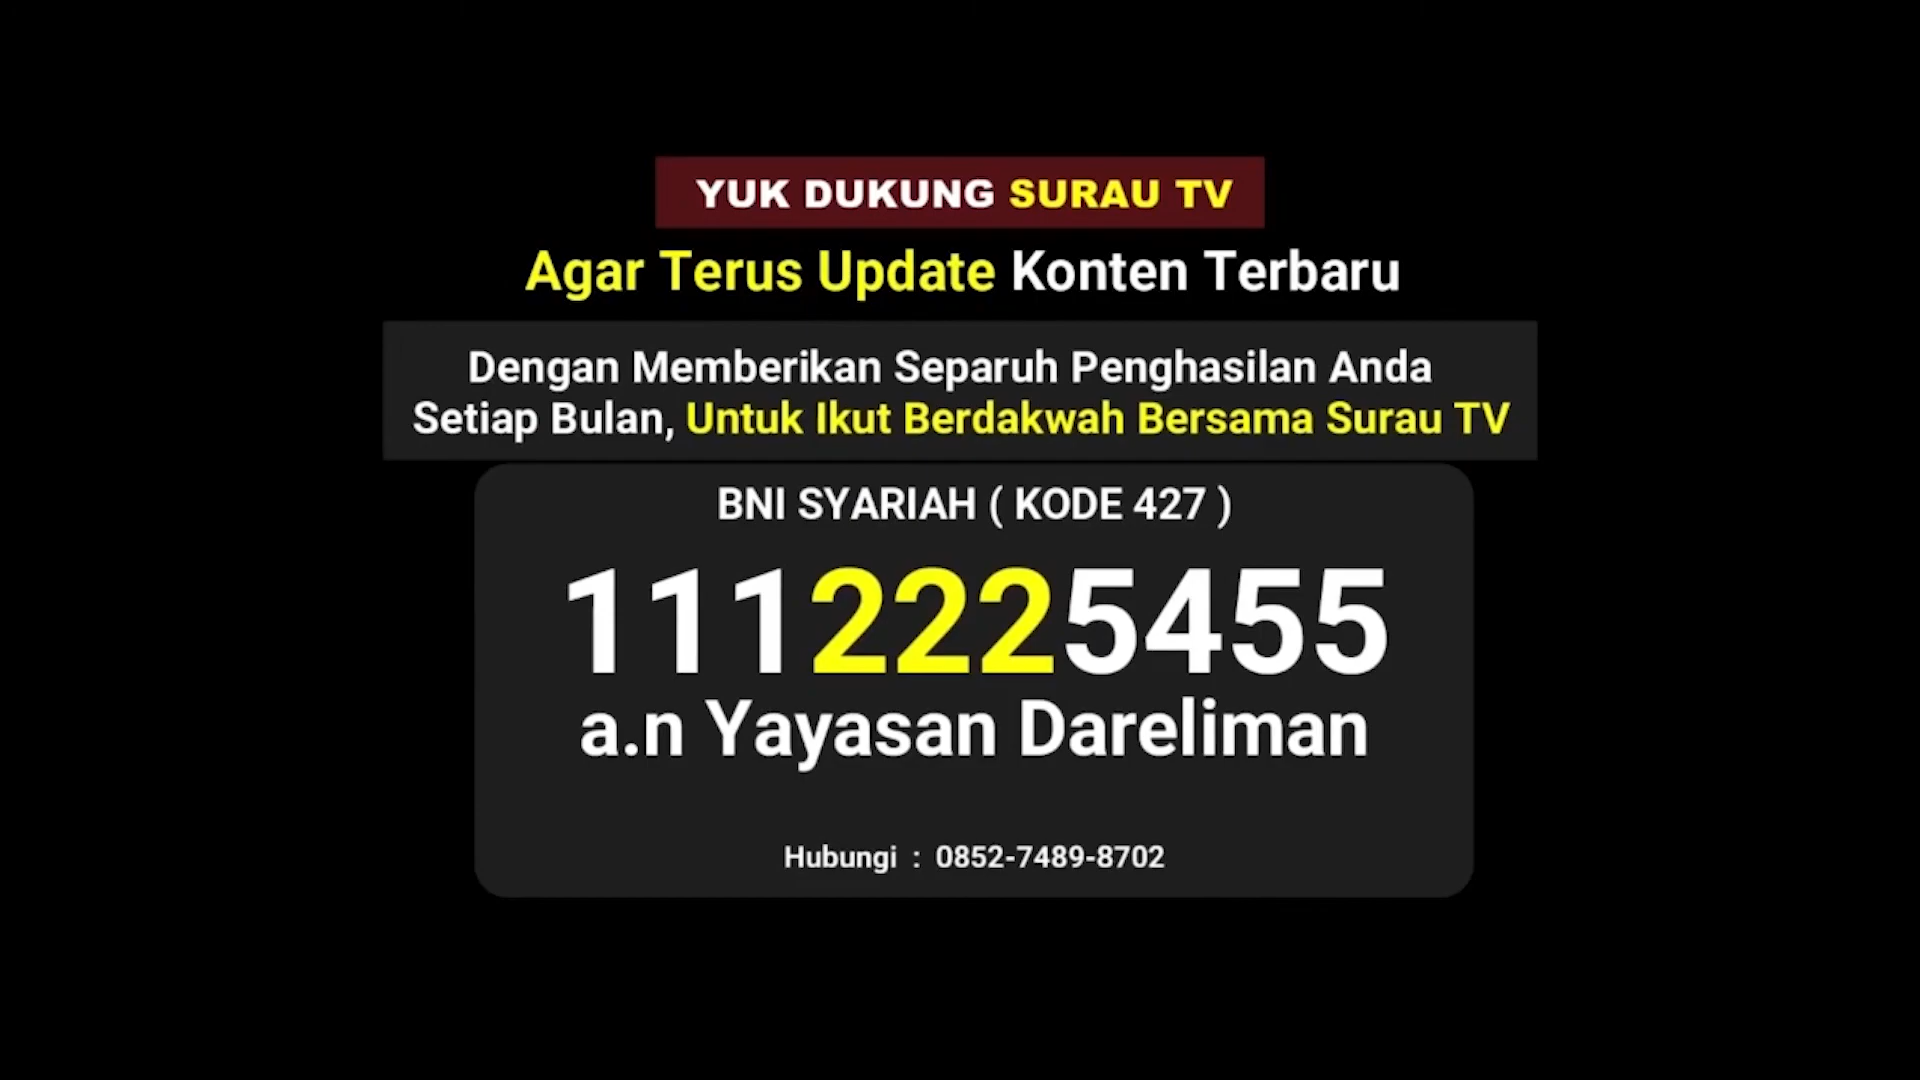 YUK DUKUNG SURAU TV
Agar Terus Update Konten Terbaru
Dengan Memberikan Separuh Penghasilan Anda
Setiap Bulan, Untuk Ikut Berdakwah Bersama Surau TV
BNI SYARIAH ( KODE 427 )
1112225455
a.n Yayasan Dareliman
Hubungi : 0852-7489-8702